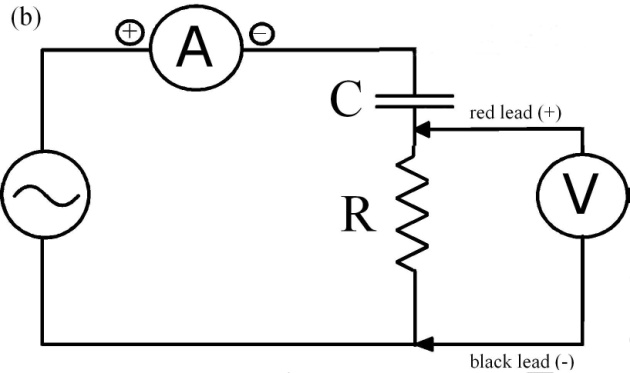 (b)
+ A −
C
red lead (+)
R
V
black lead (-)